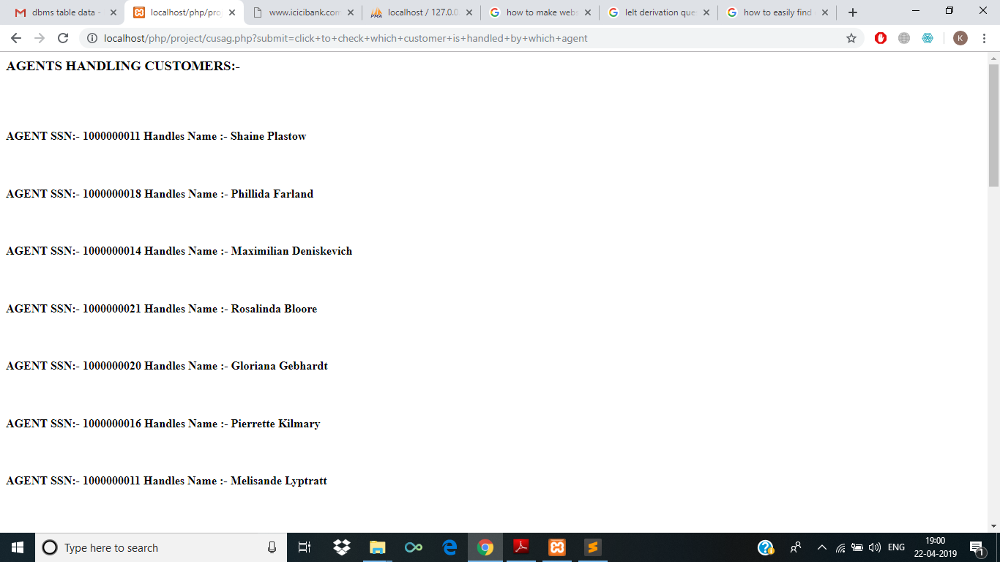 dbms table data -
localhost/php/proj
www.icicibank.com
localhost / 127.0.0.
how to make webs
lelt derivation que
how to easily find
localhost/php/project/cusag.php?submit=click+to+check+which+customer+is+handled+by+which+agent
K
AGENTS HANDLING CUSTOMERS:-
AGENT SSN:- 1000000011 Handles Name :- Shaine Plastow
AGENT SSN:- 1000000018 Handles Name :- Phillida Farland
AGENT SSN:- 1000000014 Handles Name :- Maximilian Deniskevich
AGENT SSN:- 1000000021 Handles Name :- Rosalinda Bloore
AGENT SSN:- 1000000020 Handles Name :- Gloriana Gebhardt
AGENT SSN:- 1000000016 Handles Name :- Pierrette Kilmary
AGENT SSN:- 1000000011 Handles Name :- Melisande Lyptratt
Type here to search
ENG
19:00
22-04-2019
1